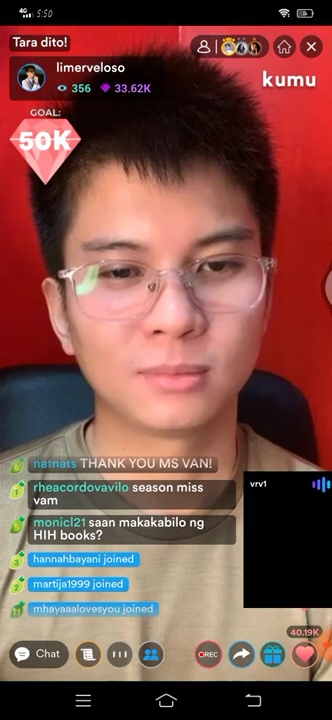 4G 5:50
Tara dito!
limerveloso
356 33.62K
kumu
GOAL:
50K
natnats THANK YOU MS VAN!
rheacordovavilo season miss
vam
vrv1
monicl21 saan makakabilo ng
HIH books?
hannahbayani joined
martija1999 joined
mhayaaalovesyou joined
40.19K
Chat
REC